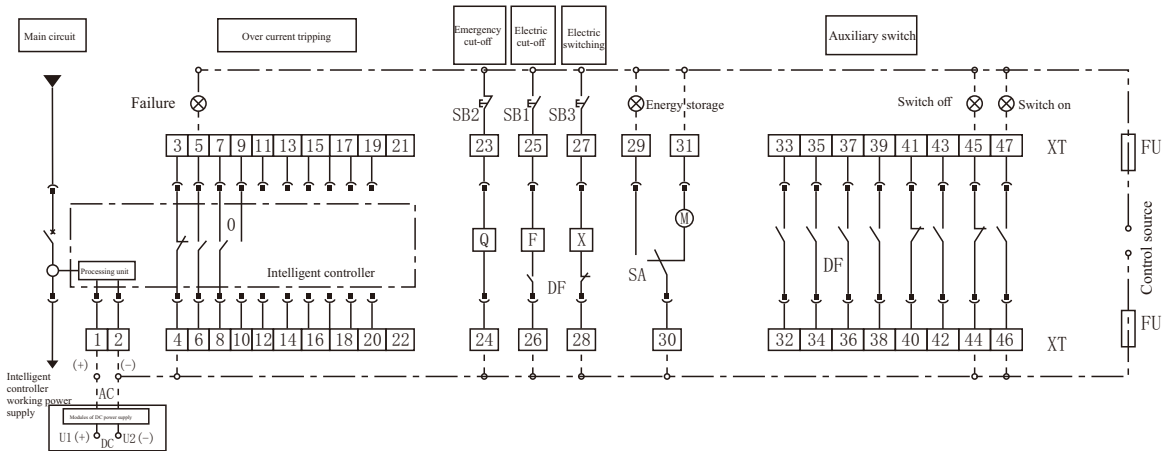 Main circuit
Over current tripping
Emergency
cut-off
Electric
cut-off
Electric
switching
Auxiliary switch
Failure
SB2
SB1
SB3
Energy storage
Switch off
Switch on
3 5 7 9 11 13 15 17 19 21
23
25
27
29
31
33 35 37 39 41 43 45 47
XT
FU
O
Q
F
X
M
Processing unit
Intelligent controller
DF
SA
DF
Control source
1 2
4 6 8 10 12 14 16 18 20 22
24
26
28
30
32 34 36 38 40 42 44 46
XT
FU
(+)
(-)
Intelligent
controller
working power
supply
AC
Modules of DC power supply
U1(+)
DC
U2(-)